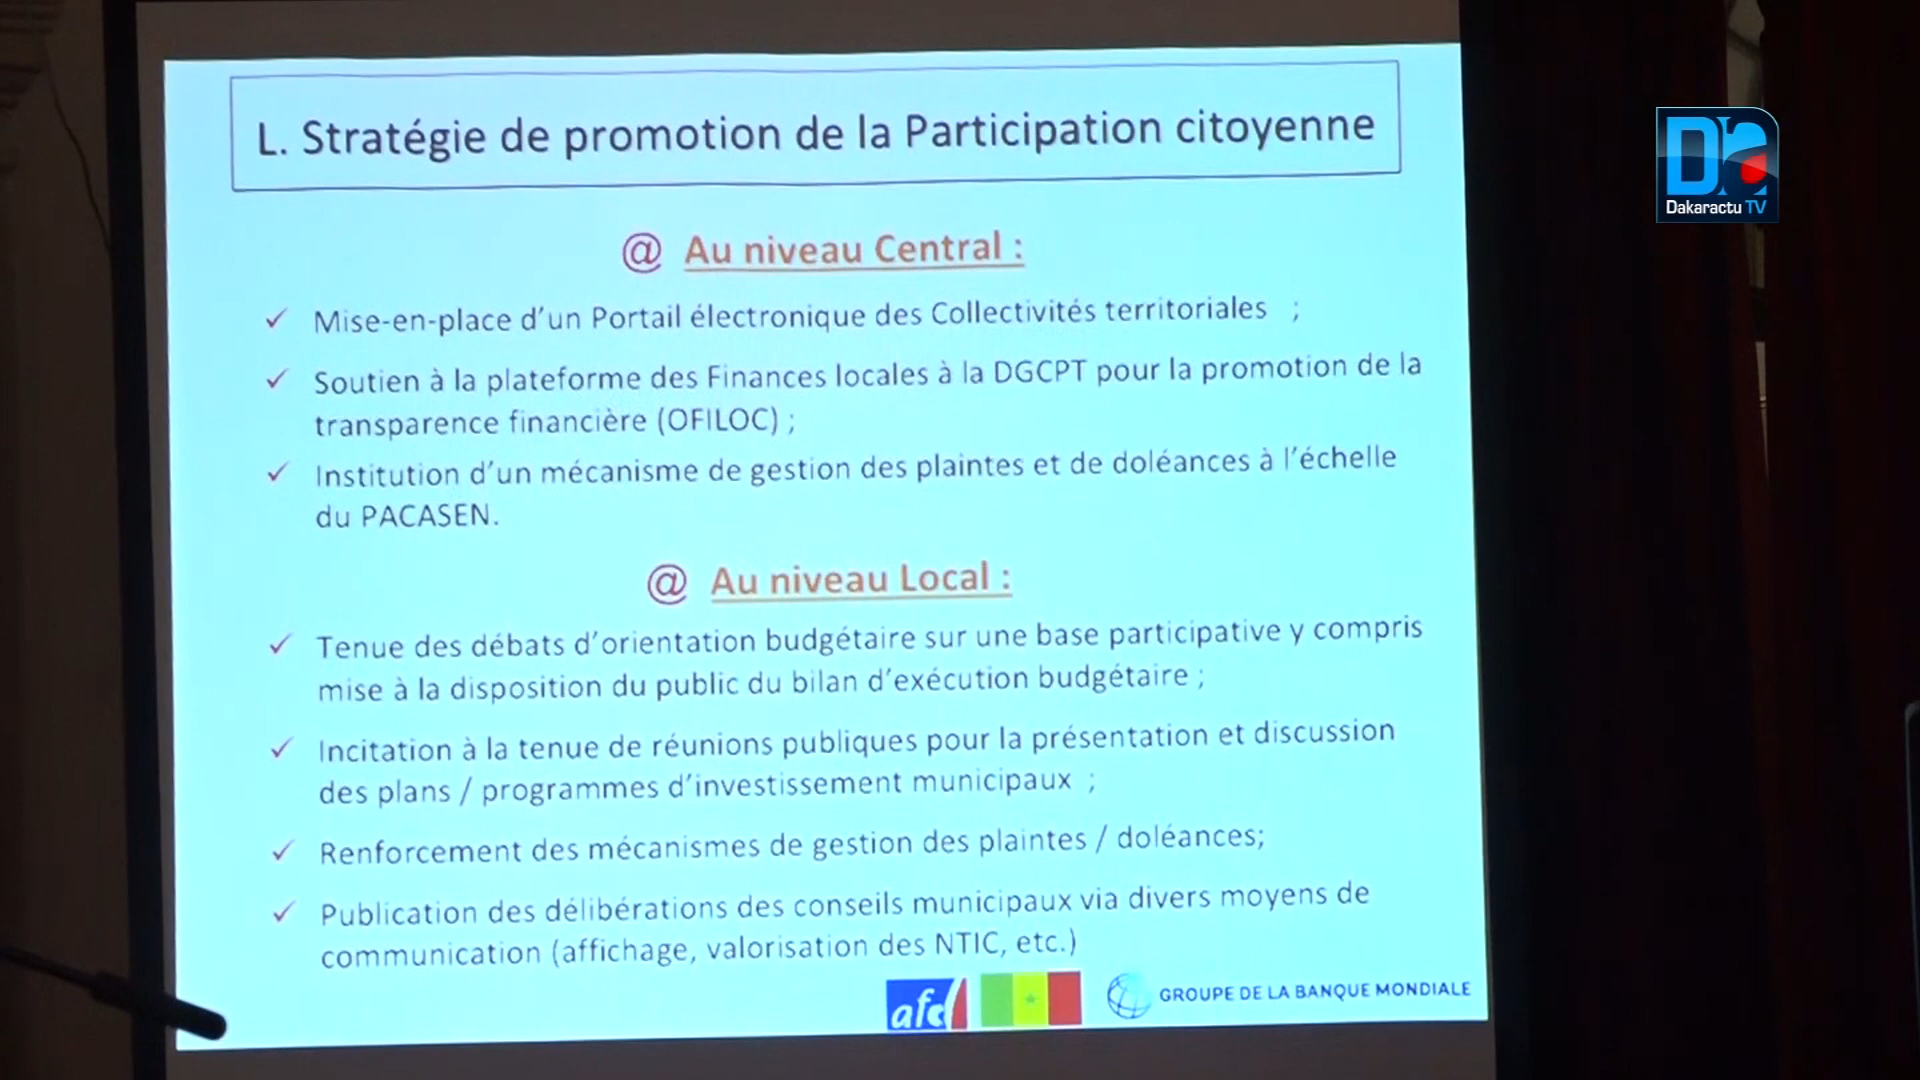 L. Stratégie de promotion de la Participation citoyenne
Da
Dakaractu TV
@ Au niveau Central :
✓ Mise-en-place d'un Portail électronique des Collectivités territoriales ;
✓ Soutien à la plateforme des Finances locales à la DGCPT pour la promotion de la
transparence financière (OFILOC) ;
✓ Institution d'un mécanisme de gestion des plaintes et de doléances à l'échelle
du PACASEN.
@ Au niveau Local :
✓ Tenue des débats d'orientation budgétaire sur une base participative y compris
mise à la disposition du public du bilan d'exécution budgétaire ;
✓ Incitation à la tenue de réunions publiques pour la présentation et discussion
des plans / programmes d'investissement municipaux ;
✓ Renforcement des mécanismes de gestion des plaintes / doléances;
✓ Publication des délibérations des conseils municipaux via divers moyens de
communication (affichage, valorisation des NTIC, etc.)
afd
GROUPE DE LA BANQUE MONDIALE